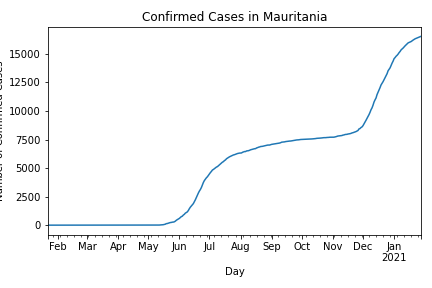 Confirmed Cases in Mauritania
Number of Confirmed Cases
15000
12500
10000
7500
5000
2500
0
Feb Mar Apr May Jun Jul Aug Sep Oct Nov Dec Jan
2021
Day